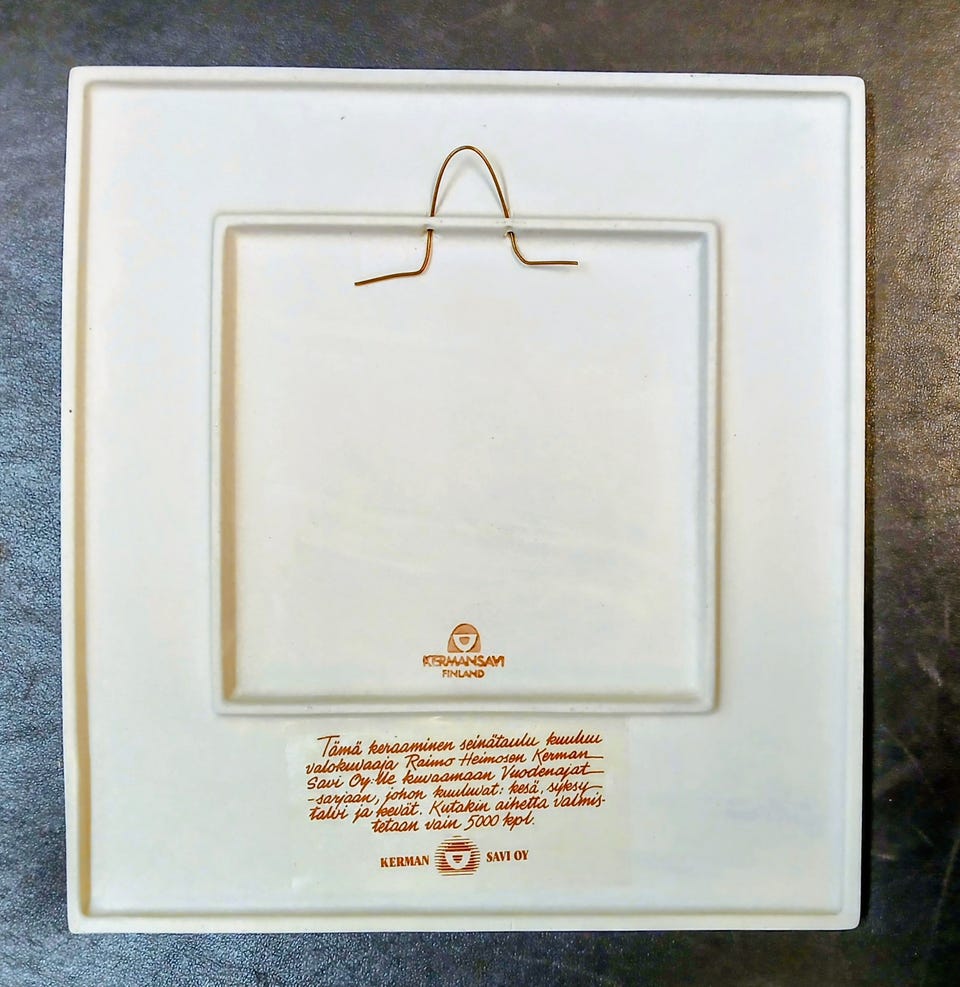 KERMANSAVI
FINLAND
Tämä keraaminen seinätaulu kuuluu
valokuvaaja Raimo Heimosen Kerman
Savi Oy:lle kuvaamaan Vuodenajat
-sarjaan, johon kuuluvat: kesä, syksy,
talvi ja kevät. Kutakin aihetta valmis-
tetaan vain 5000 kpl.
KERMAN SAVI OY